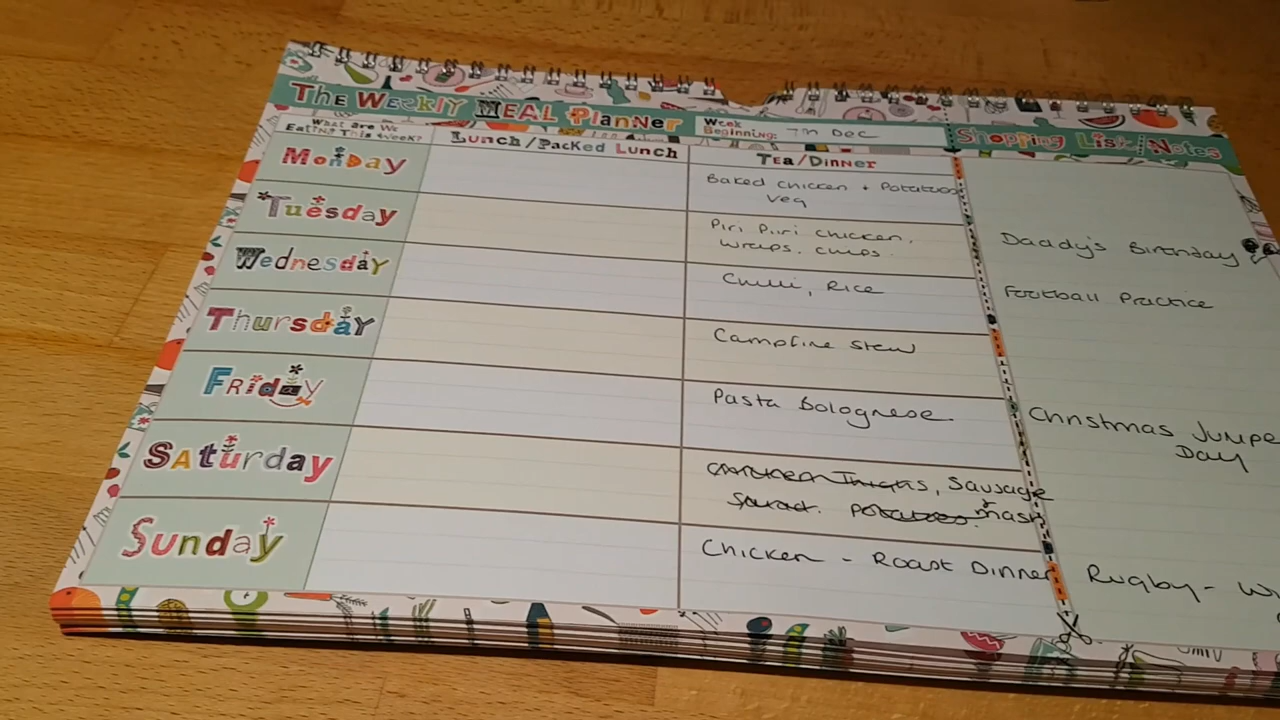 The Weekly Meal Planner
Week
Beginning: 7th Dec
Shopping List/Notes
What are We
Eating This Week?
Lunch/Packed Lunch
Tea/Dinner
Monday
Baked chicken + Potatoes
veg
Tuesday
Piri Piri chicken.
wraps. chips.
Daddy's Birthday
Wednesday
Chilli, Rice
Football Practice
Thursday
Campfire stew
Friday
Pasta Bolognese
Christmas Jumpe
Day
Saturday
Chicken Thighs, Sausage
potatoes. + mash
Sunday
Chicken - Roast Dinner
Rugby - W